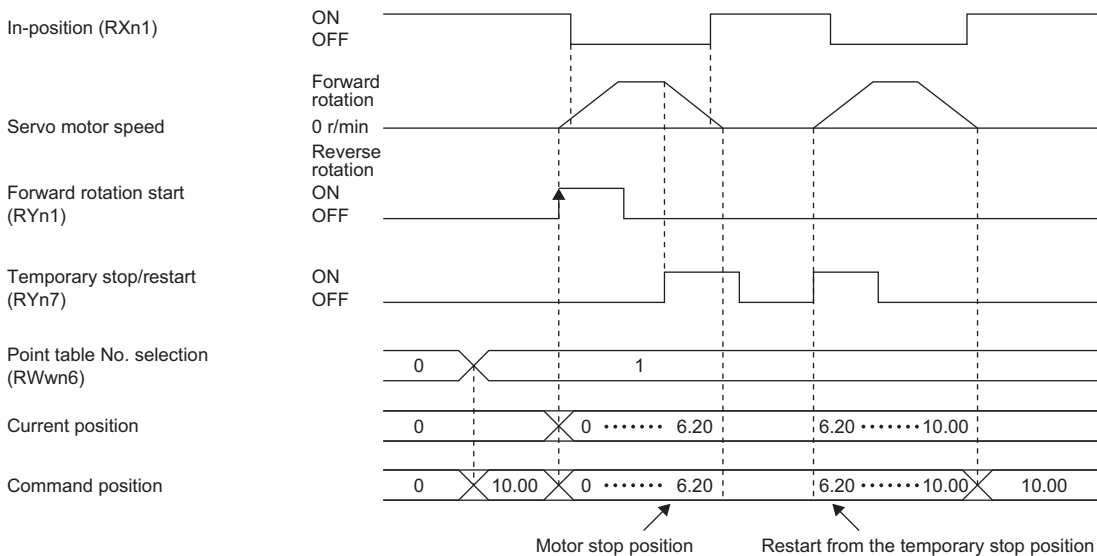 In-position (RXn1)
ON
OFF
Servo motor speed
Forward
rotation
0 r/min
Reverse
rotation
Forward rotation start
(RYn1)
ON
OFF
Temporary stop/restart
(RYn7)
ON
OFF
Point table No. selection
(RWwn6)
0 1
Current position
0 0 ······· 6.20 6.20 ······· 10.00
Command position
0 10.00 0 ······· 6.20 6.20 ······· 10.00 10.00
Motor stop position Restart from the temporary stop position